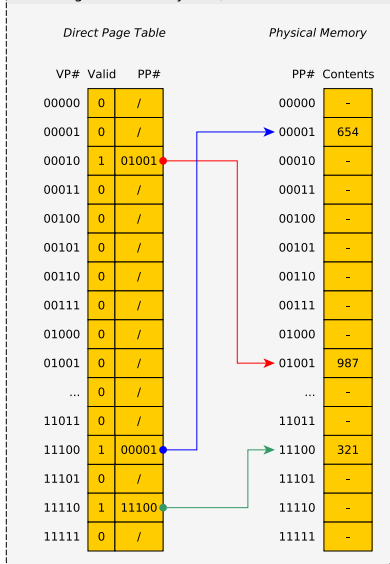 Direct Page Table Physical Memory
VP# Valid PP# PP# Contents
00000 0 / 00000 -
00001 0 / 00001 654
00010 1 01001 00010 -
00011 0 / 00011 -
00100 0 / 00100 -
00101 0 / 00101 -
00110 0 / 00110 -
00111 0 / 00111 -
01000 0 / 01000 -
01001 0 / 01001 987
... 0 / ... -
11011 0 / 11011 -
11100 1 00001 11100 321
11101 0 / 11101 -
11110 1 11100 11110 -
11111 0 / 11111 -